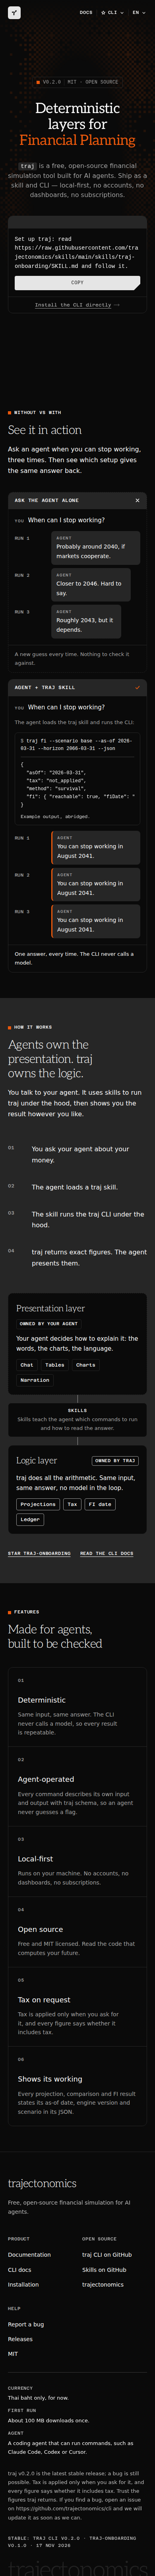 DOCS
CLI
EN
V0.2.0 · MIT · OPEN SOURCE
Deterministic
layers for
Financial Planning
traj is a free, open-source financial
simulation tool built for AI agents. Ship as a
skill and CLI — local-first, no accounts, no
dashboards, no subscriptions.
Set up traj: read
https://raw.githubusercontent.com/tra
jectonomics/skills/main/skills/traj-
onboarding/SKILL.md and follow it.
COPY
Install the CLI directly →
WITHOUT VS WITH
See it in action
Ask an agent when you can stop working,
three times. Then see which setup gives
the same answer back.
ASK THE AGENT ALONE
YOU When can I stop working?
RUN 1
AGENT
Probably around 2040, if
markets cooperate.
RUN 2
AGENT
Closer to 2046. Hard to
say.
RUN 3
AGENT
Roughly 2043, but it
depends.
A new guess every time. Nothing to check it
against.
AGENT + TRAJ SKILL
YOU When can I stop working?
The agent loads the traj skill and runs the CLI:
$ traj fi --scenario base --as-of 2026-
03-31 --horizon 2066-03-31 --json
{
"asOf": "2026-03-31",
"tax": "not_applied",
"method": "survival",
"fi": { "reachable": true, "fiDate": "
}
Example output, abridged.
RUN 1
AGENT
You can stop working in
August 2041.
RUN 2
AGENT
You can stop working in
August 2041.
RUN 3
AGENT
You can stop working in
August 2041.
One answer, every time. The CLI never calls a
model.
HOW IT WORKS
Agents own the
presentation. traj
owns the logic.
You talk to your agent. It uses skills to run
traj under the hood, then shows you the
result however you like.
01
You ask your agent about your
money.
02
The agent loads a traj skill.
03
The skill runs the traj CLI under the
hood.
04
traj returns exact figures. The agent
presents them.
Presentation layer
OWNED BY YOUR AGENT
Your agent decides how to explain it: the
words, the charts, the language.
Chat
Tables
Charts
Narration
SKILLS
Skills teach the agent which commands to run
and how to read the answer.
Logic layer
OWNED BY TRAJ
traj does all the arithmetic. Same input,
same answer, no model in the loop.
Projections
Tax
FI date
Ledger
STAR TRAJ-ONBOARDING
READ THE CLI DOCS
FEATURES
Made for agents,
built to be checked
01
Deterministic
Same input, same answer. The CLI
never calls a model, so every result
is repeatable.
02
Agent-operated
Every command describes its own input
and output with traj schema, so an agent
never guesses a flag.
03
Local-first
Runs on your machine. No accounts, no
dashboards, no subscriptions.
04
Open source
Free and MIT licensed. Read the code that
computes your future.
05
Tax on request
Tax is applied only when you ask for
it, and every figure says whether it
includes tax.
06
Shows its working
Every projection, comparison and FI result
states its as-of date, engine version and
scenario in its JSON.
trajectonomics
Free, open-source financial simulation for AI
agents.
PRODUCT
Documentation
CLI docs
Installation
OPEN SOURCE
traj CLI on GitHub
Skills on GitHub
trajectonomics
HELP
Report a bug
Releases
MIT
CURRENCY
Thai baht only, for now.
FIRST RUN
About 100 MB downloads once.
AGENT
A coding agent that can run commands, such as
Claude Code, Codex or Cursor.
traj v0.2.0 is the latest stable release; a bug is still
possible. Tax is applied only when you ask for it, and
every figure says whether it includes tax. Trust the
figures traj returns. If you find a bug, open an issue
on https://github.com/trajectonomics/cli and we will
update it as soon as we can.
STABLE: TRAJ CLI V0.2.0 · TRAJ-ONBOARDING
V0.1.0 · 17 NOV 2026
trajectonomics